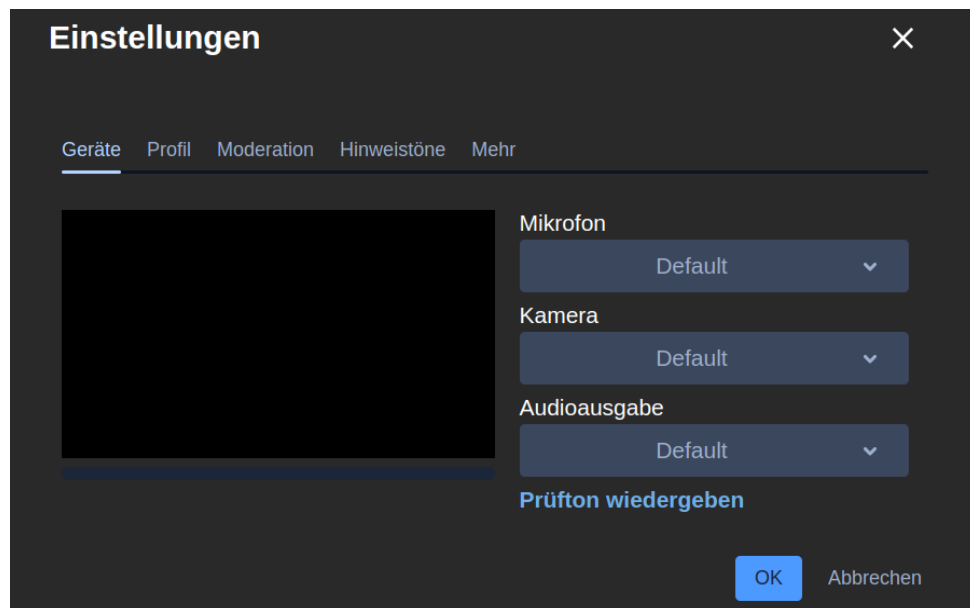 Einstellungen
Geräte Profil Moderation Hinweistöne Mehr
Mikrofon
Default
Kamera
Default
Audioausgabe
Default
Prüfton wiedergeben
OK Abbrechen